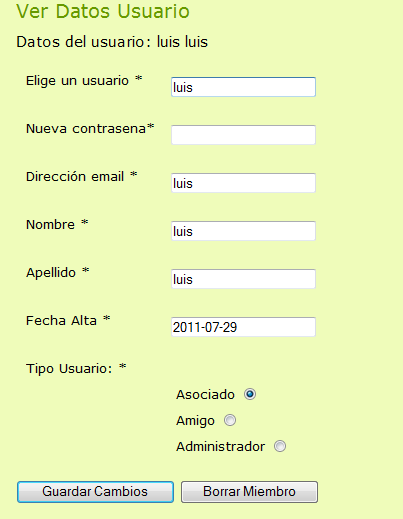 Ver Datos Usuario
Datos del usuario: luis luis
Elige un usuario * luis
Nueva contrasena*
Dirección email * luis
Nombre * luis
Apellido * luis
Fecha Alta * 2011-07-29
Tipo Usuario: *
Asociado
Amigo
Administrador
Guardar Cambios Borrar Miembro